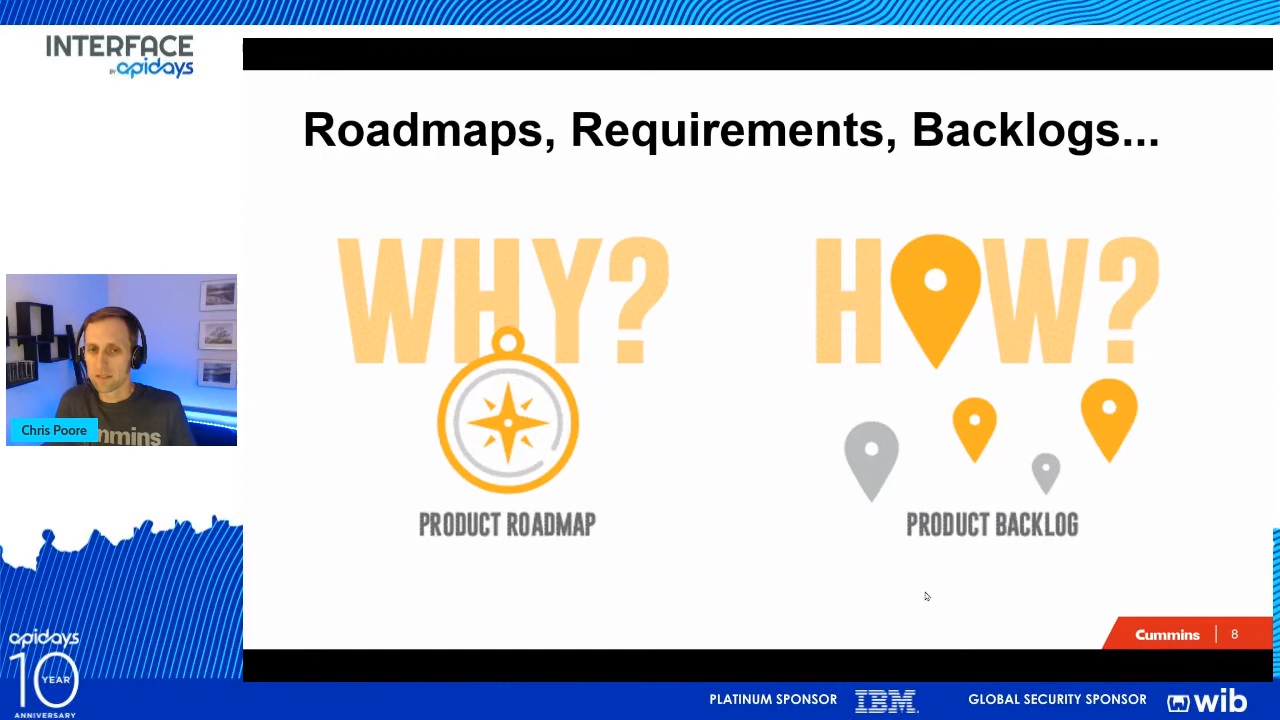 INTERFACE
BY apidays
Roadmaps, Requirements, Backlogs...
WHY?
HOW?
PRODUCT ROADMAP
PRODUCT BACKLOG
Chris Poore
mmins
Cummins
8
apidays
10
YEAR
ANNIVERSARY
PLATINUM SPONSOR
IBM
GLOBAL SECURITY SPONSOR
wib